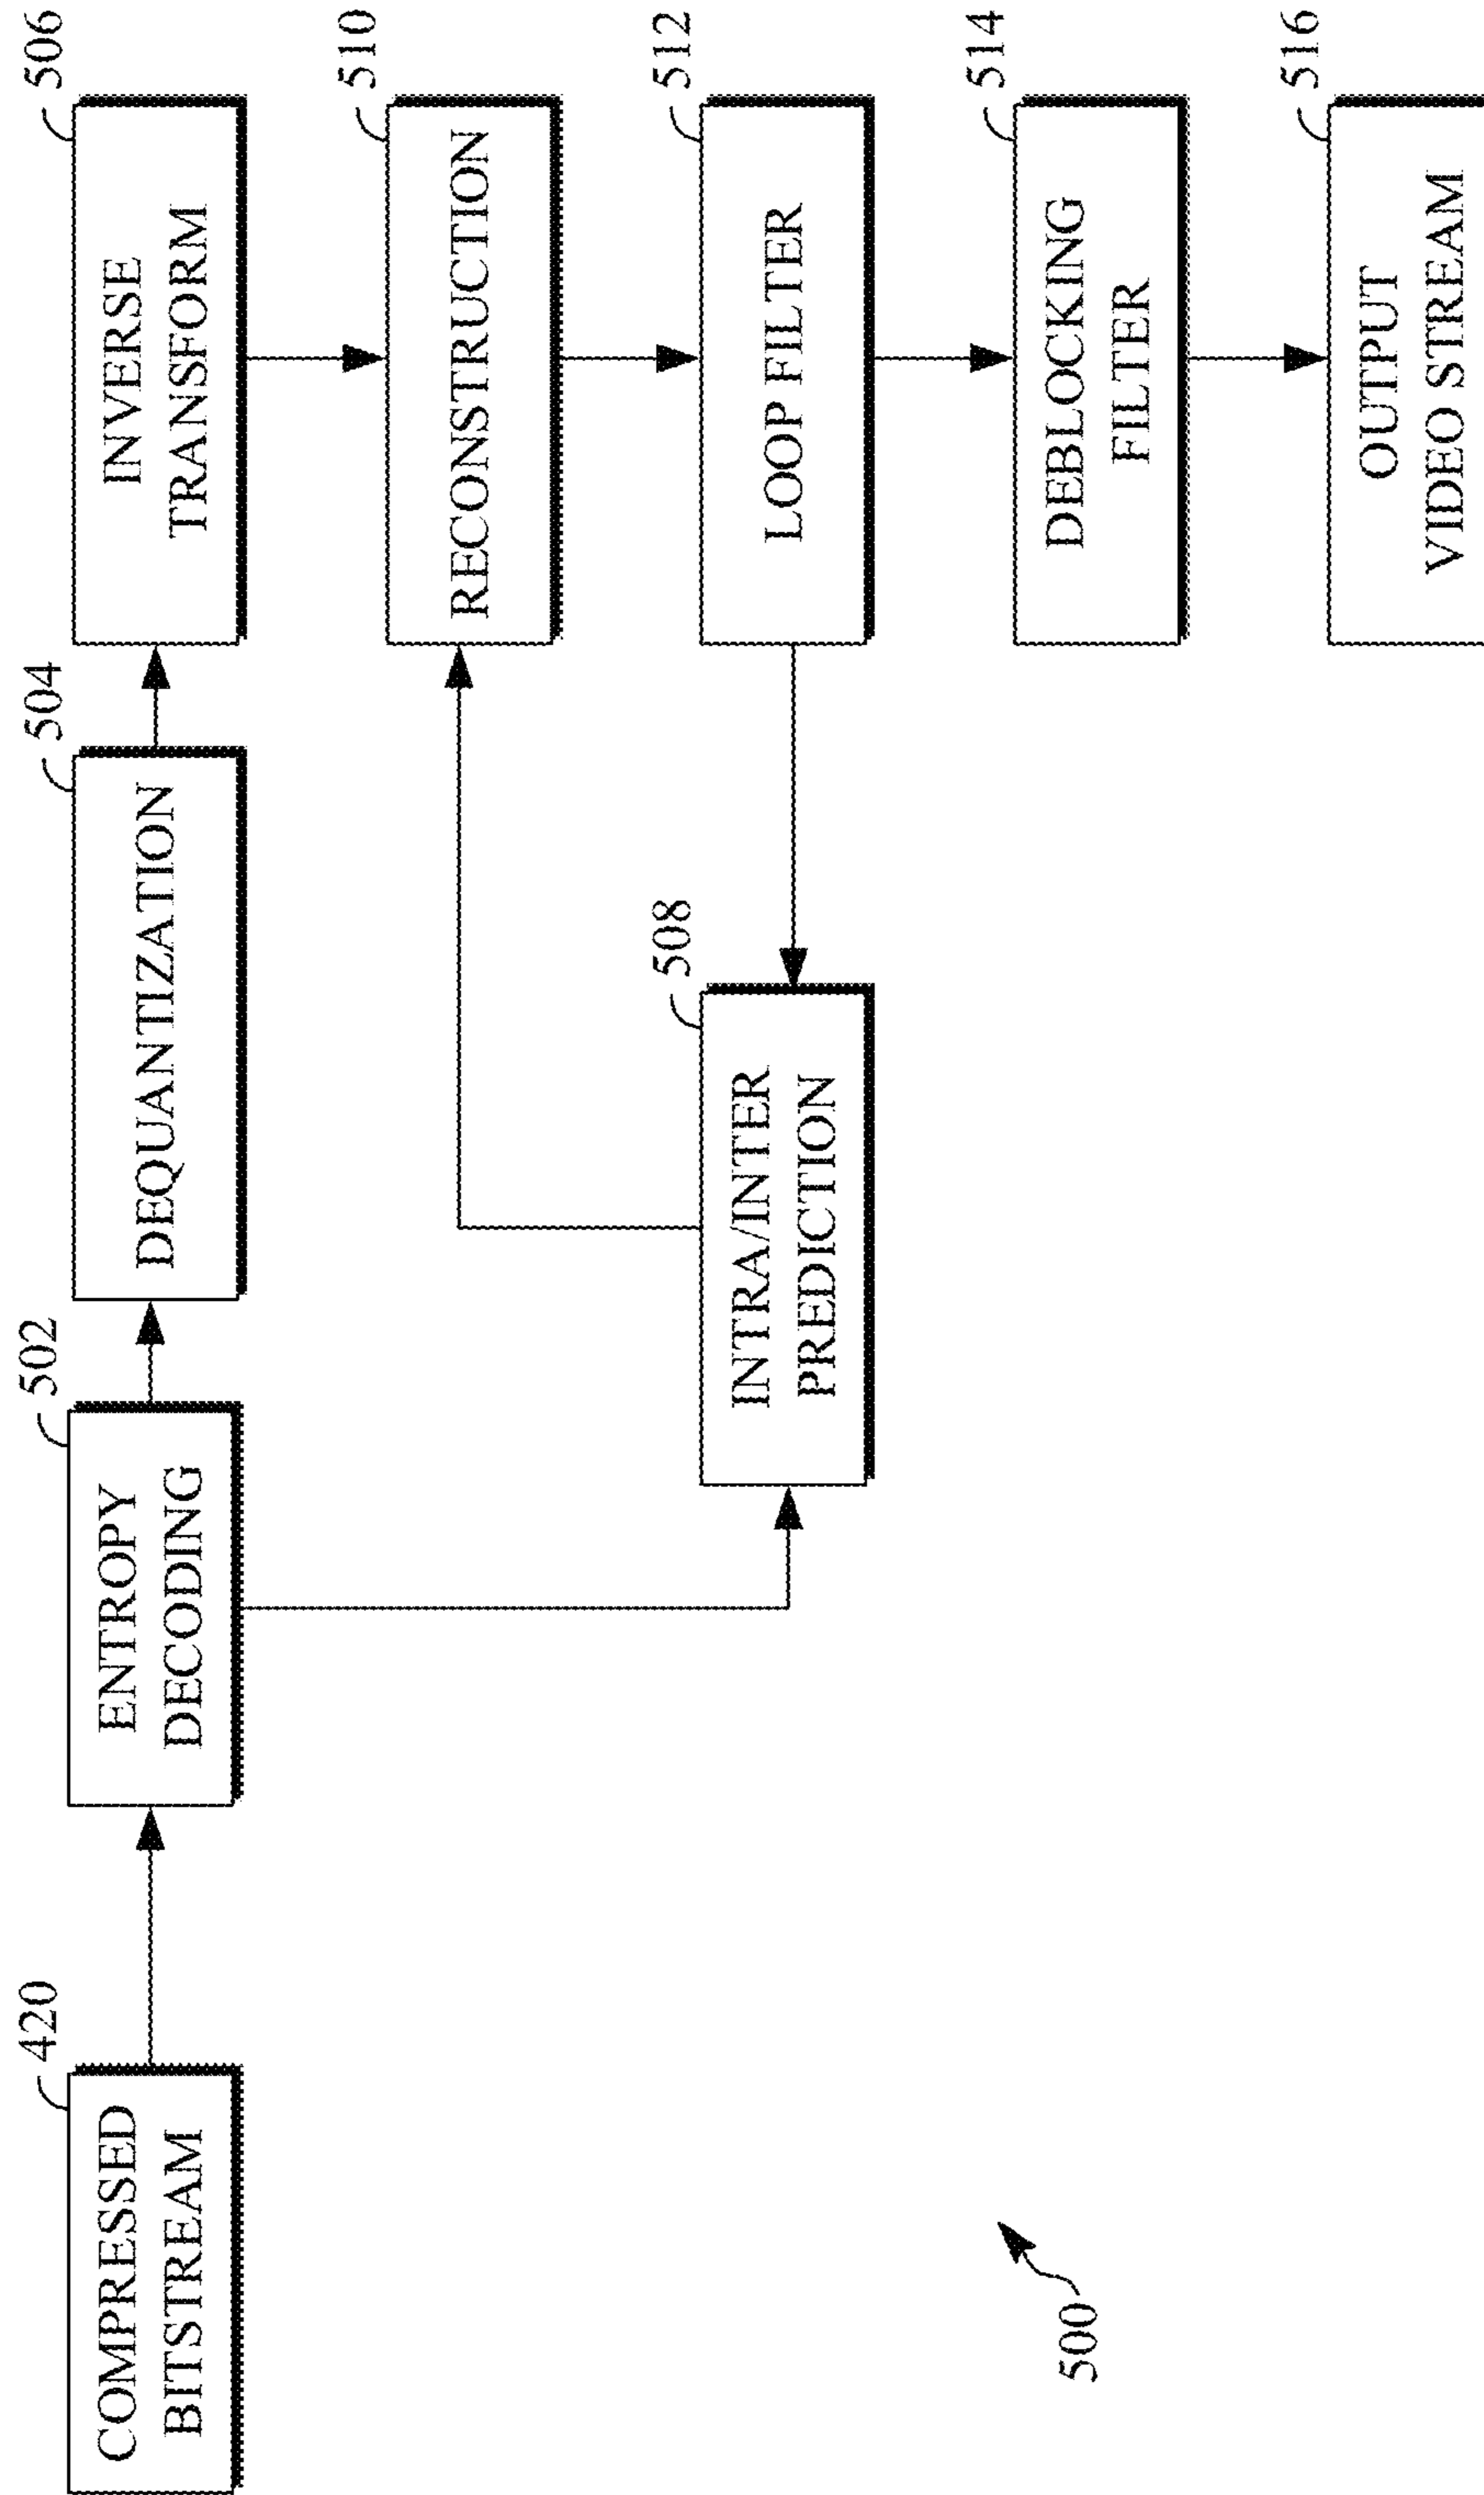 420
COMPRESSED
BITSTREAM
502
ENTROPY
DECODING
504
DEQUANTIZATION
506
INVERSE
TRANSFORM
510
RECONSTRUCTION
508
INTRA/INTER
PREDICTION
512
LOOP FILTER
514
DEBLOCKING
FILTER
516
OUTPUT
VIDEO STREAM
500